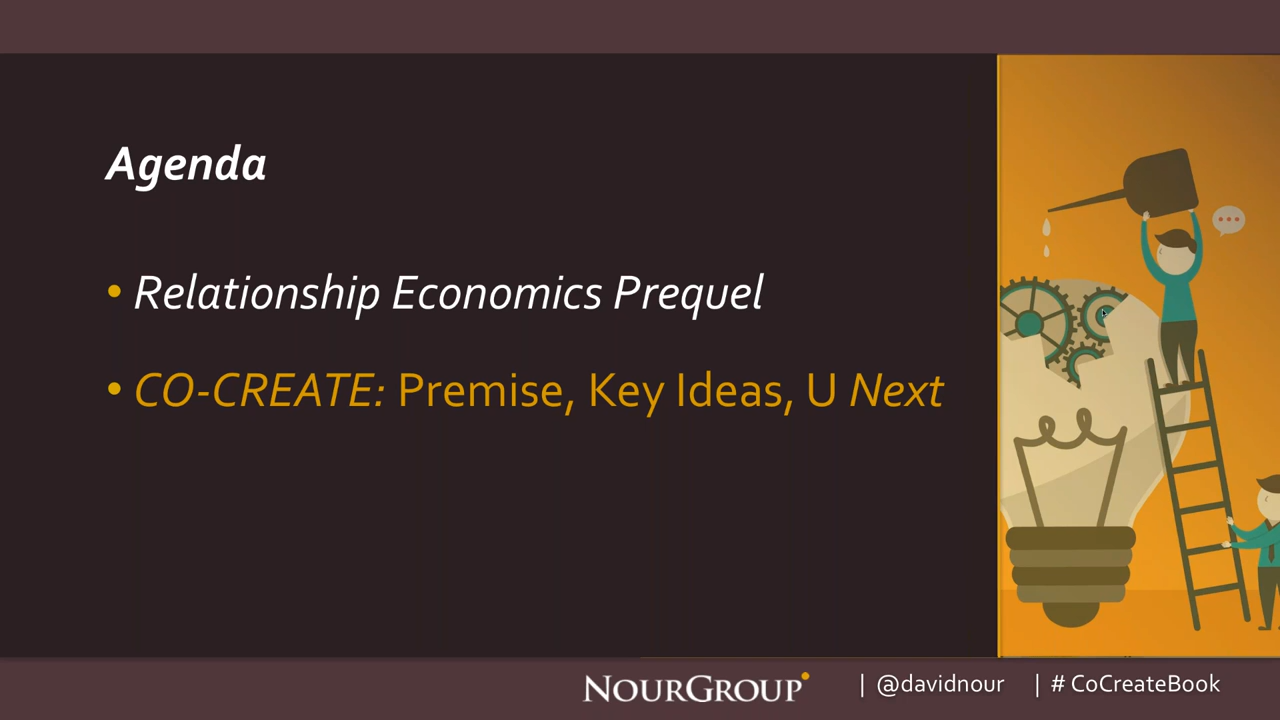 Agenda
• Relationship Economics Prequel
• CO-CREATE: Premise, Key Ideas, U Next
NOURGROUP | @davidnour | # CoCreateBook